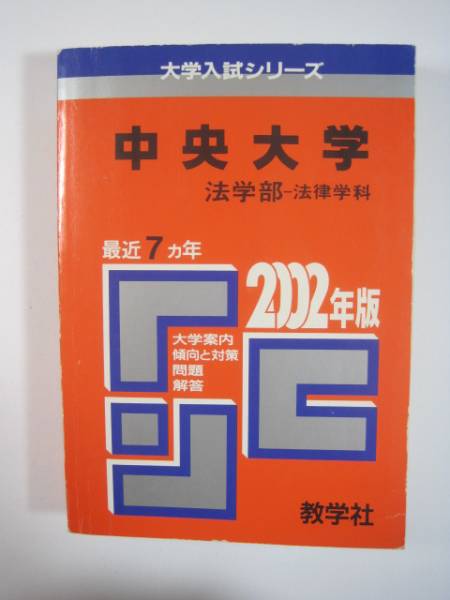 大学入試シリーズ
中央大学
法学部-法律学科
最近7ヵ年
2002年版
大学案内
傾向と対策
問題
解答
教学社